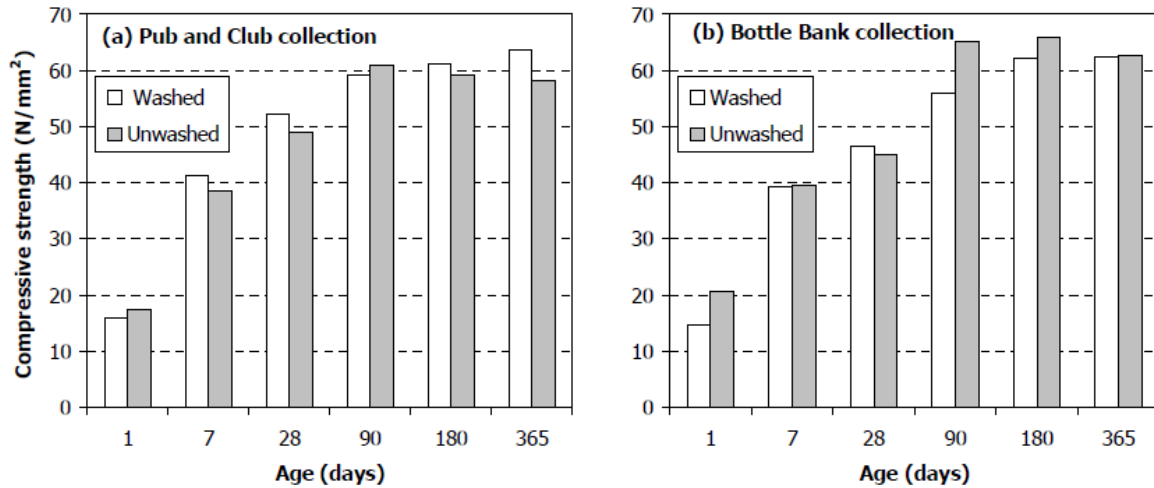 (a) Pub and Club collection
Compressive strength (N/mm²)
70
60
50
40
30
20
10
0
Washed
Unwashed
1 7 28 90 180 365
Age (days)
(b) Bottle Bank collection
70
60
50
40
30
20
10
0
Washed
Unwashed
1 7 28 90 180 365
Age (days)